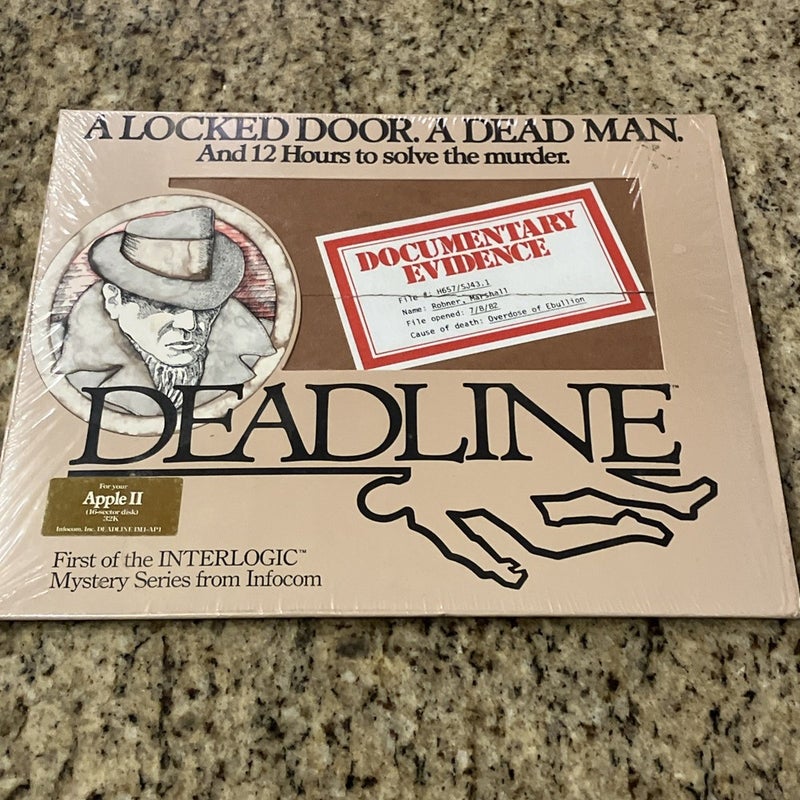 A LOCKED DOOR. A DEAD MAN.
And 12 Hours to solve the murder.
DOCUMENTARY
EVIDENCE
File #: H657/SJ43.1
Name: Robner, Marshall
File opened: 7/8/82
Cause of death: Overdose of Ebullion
DEADLINE™
For your
Apple II
(16-sector disk)
32K
Infocom, Inc. DEADLINE IM1-AP1
First of the INTERLOGIC™
Mystery Series from Infocom